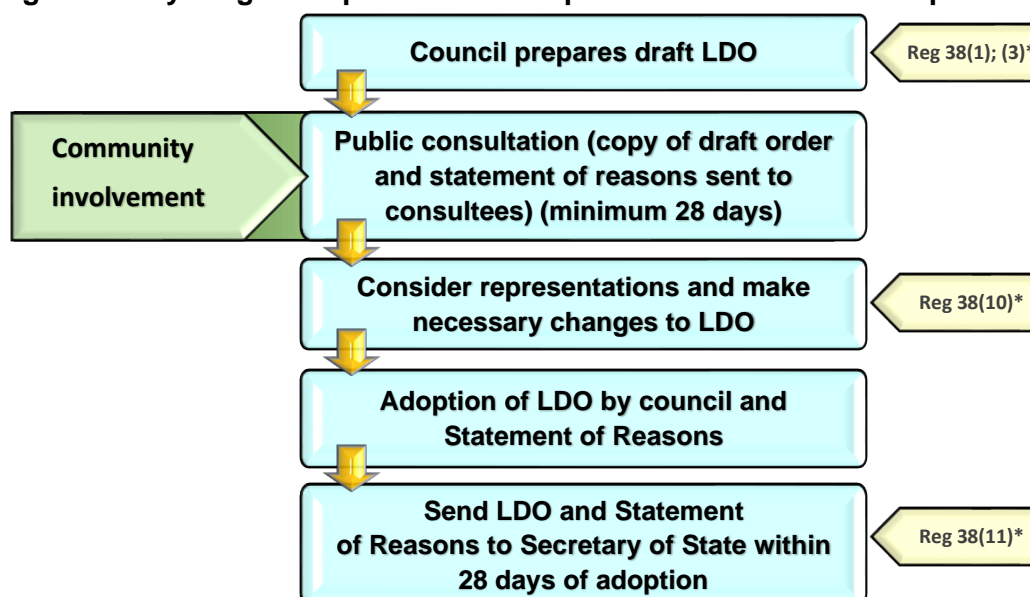 Council prepares draft LDO
Reg 38(1); (3)*
Community
involvement
Public consultation (copy of draft order
and statement of reasons sent to
consultees) (minimum 28 days)
Consider representations and make
necessary changes to LDO
Reg 38(10)*
Adoption of LDO by council and
Statement of Reasons
Send LDO and Statement
of Reasons to Secretary of State within
28 days of adoption
Reg 38(11)*